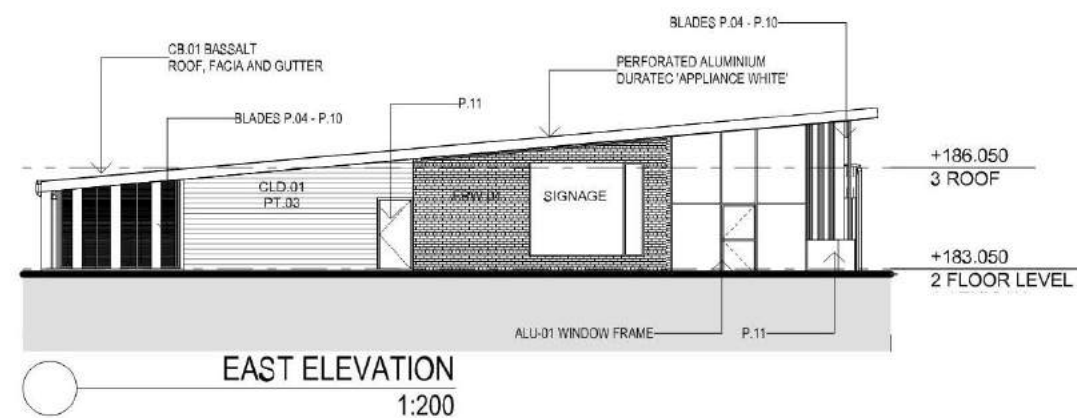 BLADES P.04 - P.10
CB.01 BASSALT
ROOF, FACIA AND GUTTER
PERFORATED ALUMINIUM
DURATEC 'APPLIANCE WHITE'
P.11
BLADES P.04 - P.10
+186.050
3 ROOF
CLD.01
PT.03
SIGNAGE
+183.050
2 FLOOR LEVEL
ALU-01 WINDOW FRAME
P.11
EAST ELEVATION
1:200